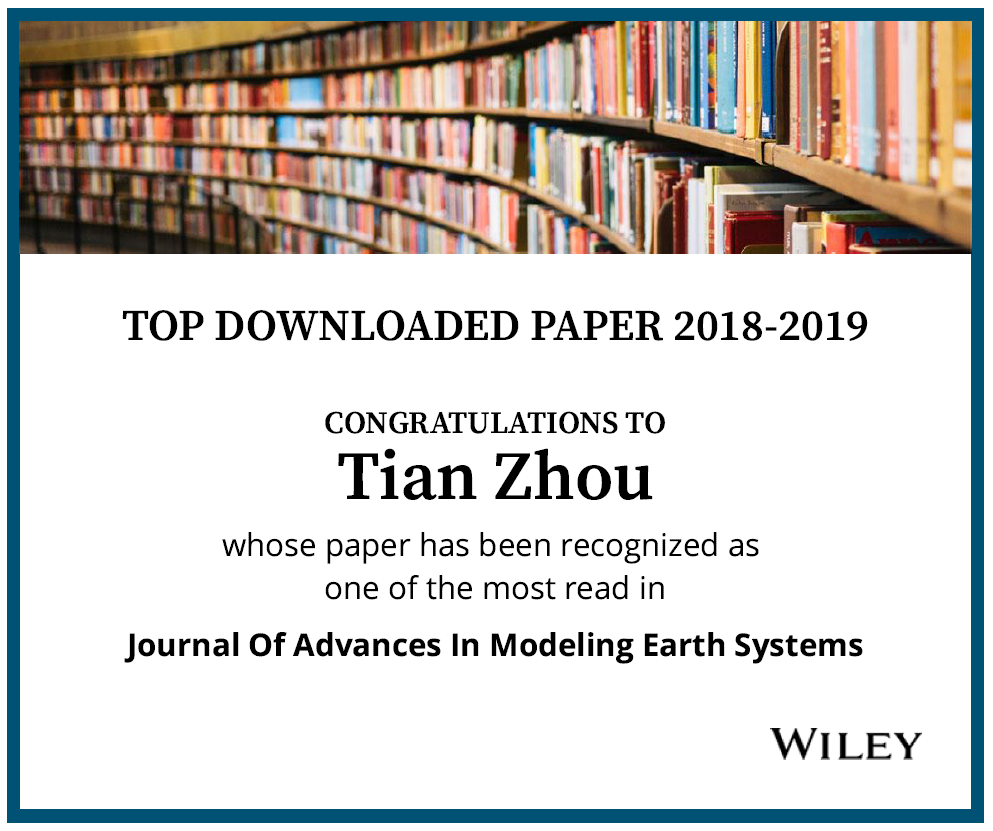 TOP DOWNLOADED PAPER 2018-2019
CONGRATULATIONS TO
Tian Zhou
whose paper has been recognized as
one of the most read in
Journal Of Advances In Modeling Earth Systems
WILEY